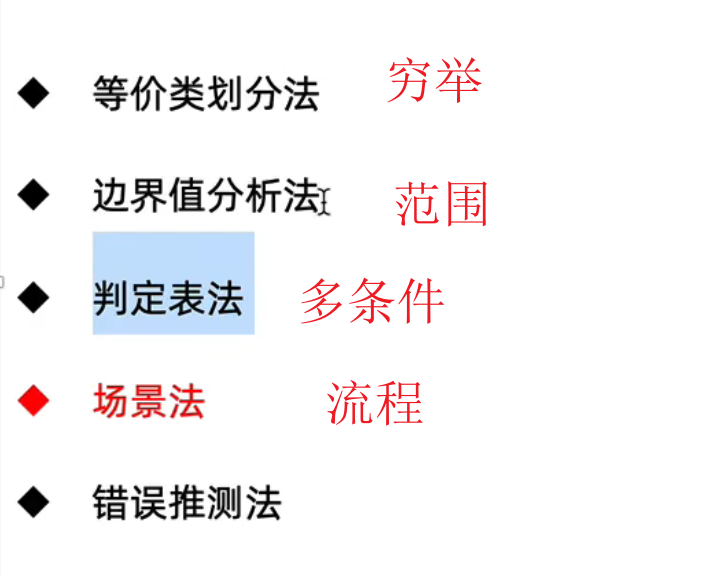 等价类划分法 穷举
边界值分析法 范围
判定表法 多条件
场景法 流程
错误推测法